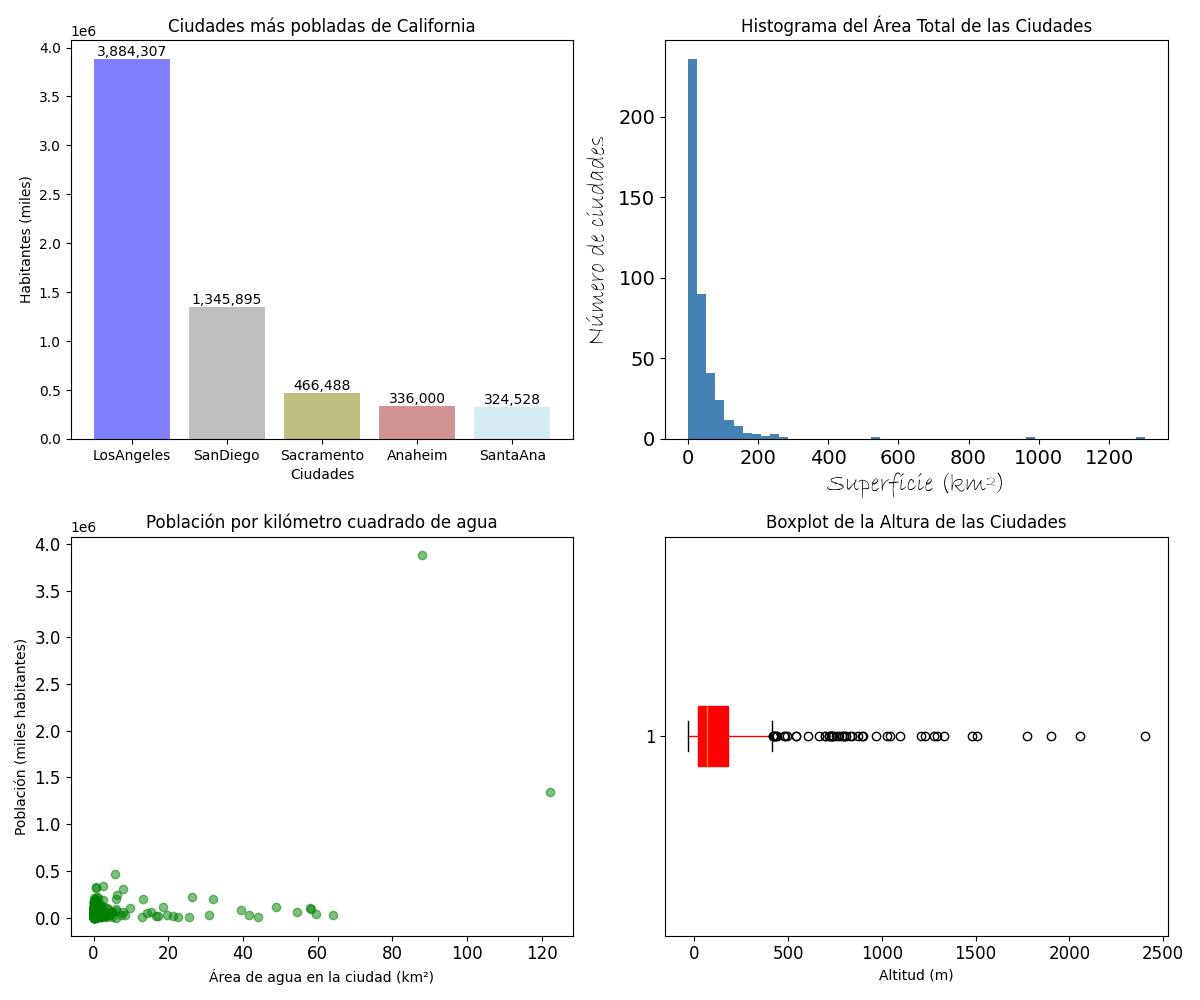 Ciudades más pobladas de California
1e6
4.0
3.5
3.0
2.5
2.0
1.5
1.0
0.5
0.0
Habitantes (miles)
3,884,307
1,345,895
466,488
336,000
324,528
LosAngeles SanDiego Sacramento Anaheim SantaAna
Ciudades
Histograma del Área Total de las Ciudades
200
150
100
50
0
Número de ciudades
0 200 400 600 800 1000 1200
Superficie (km²)
Población por kilómetro cuadrado de agua
1e6
4.0
3.5
3.0
2.5
2.0
1.5
1.0
0.5
0.0
Población (miles habitantes)
0 20 40 60 80 100 120
Área de agua en la ciudad (km²)
Boxplot de la Altura de las Ciudades
1
0 500 1000 1500 2000 2500
Altitud (m)